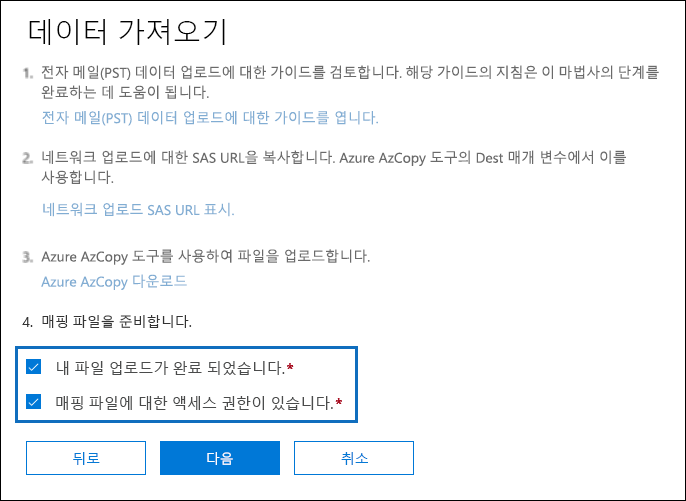 데이터 가져오기
1. 전자 메일(PST) 데이터 업로드에 대한 가이드를 검토합니다. 해당 가이드의 지침은 이 마법사의 단계를
완료하는 데 도움이 됩니다.
전자 메일(PST) 데이터 업로드에 대한 가이드를 엽니다.
2. 네트워크 업로드에 대한 SAS URL을 복사합니다. Azure AzCopy 도구의 Dest 매개 변수에서 이를
사용합니다.
네트워크 업로드 SAS URL 표시.
3. Azure AzCopy 도구를 사용하여 파일을 업로드합니다.
Azure AzCopy 다운로드
4. 매핑 파일을 준비합니다.
내 파일 업로드가 완료 되었습니다.*
매핑 파일에 대한 액세스 권한이 있습니다.*
뒤로 다음 취소